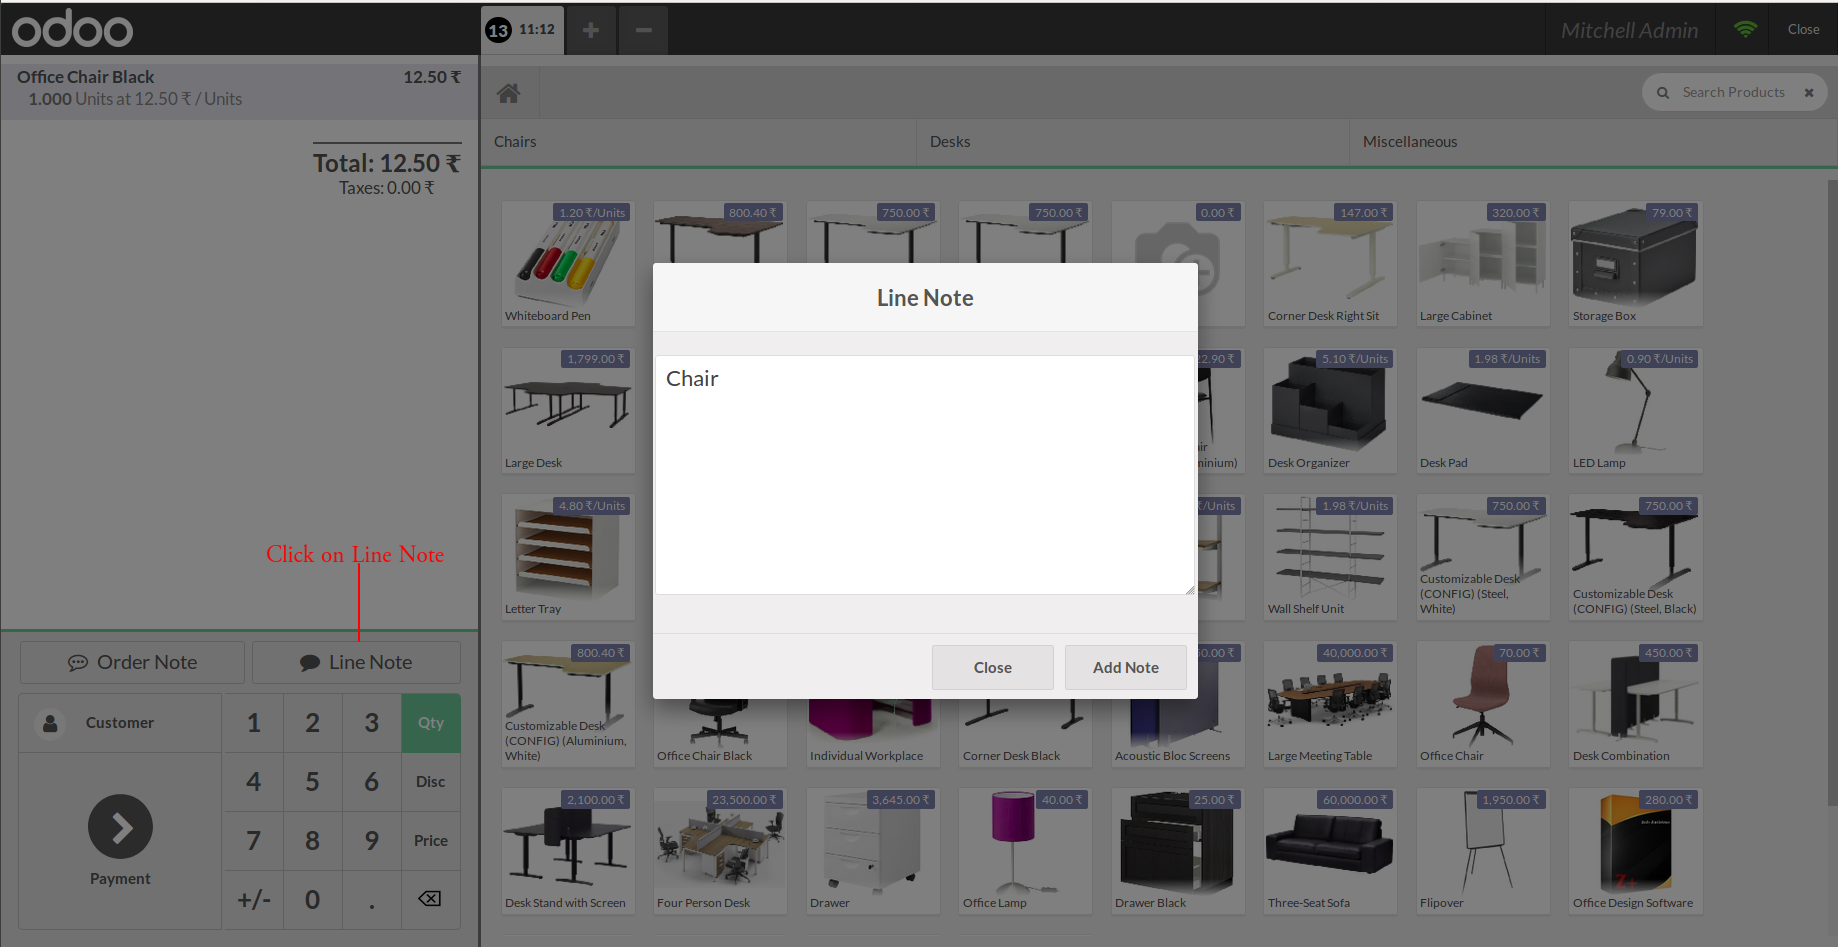 odoo
13 11:12
Mitchell Admin
Close
Office Chair Black 12.50 ₹
1.000 Units at 12.50 ₹ / Units
Total: 12.50 ₹
Taxes: 0.00 ₹
Search Products
Chairs Desks Miscellaneous
1.20 ₹/Units
Whiteboard Pen
800.40 ₹
750.00 ₹
750.00 ₹
0.00 ₹
147.00 ₹
Corner Desk Right Sit
320.00 ₹
Large Cabinet
79.00 ₹
Storage Box
Line Note
Chair
Close
Add Note
1,799.00 ₹
Large Desk
22.90 ₹
5.10 ₹/Units
Desk Organizer
1.98 ₹/Units
Desk Pad
0.90 ₹/Units
LED Lamp
4.80 ₹/Units
Letter Tray
₹/Units
1.98 ₹/Units
Wall Shelf Unit
750.00 ₹
Customizable Desk
(CONFIG) (Steel,
White)
750.00 ₹
Customizable Desk
(CONFIG) (Steel, Black)
Click on Line Note
Order Note
Line Note
Customer
Payment
1 2 3 Qty
4 5 6 Disc
7 8 9 Price
+/- 0 .
800.40 ₹
Customizable Desk
(CONFIG) (Aluminium,
White)
Office Chair Black
Individual Workplace
Corner Desk Black
Acoustic Bloc Screens
40,000.00 ₹
Large Meeting Table
70.00 ₹
Office Chair
450.00 ₹
Desk Combination
2,100.00 ₹
Desk Stand with Screen
23,500.00 ₹
Four Person Desk
3,645.00 ₹
Drawer
40.00 ₹
Office Lamp
25.00 ₹
Drawer Black
60,000.00 ₹
Three-Seat Sofa
1,950.00 ₹
Flipover
280.00 ₹
Office Design Software